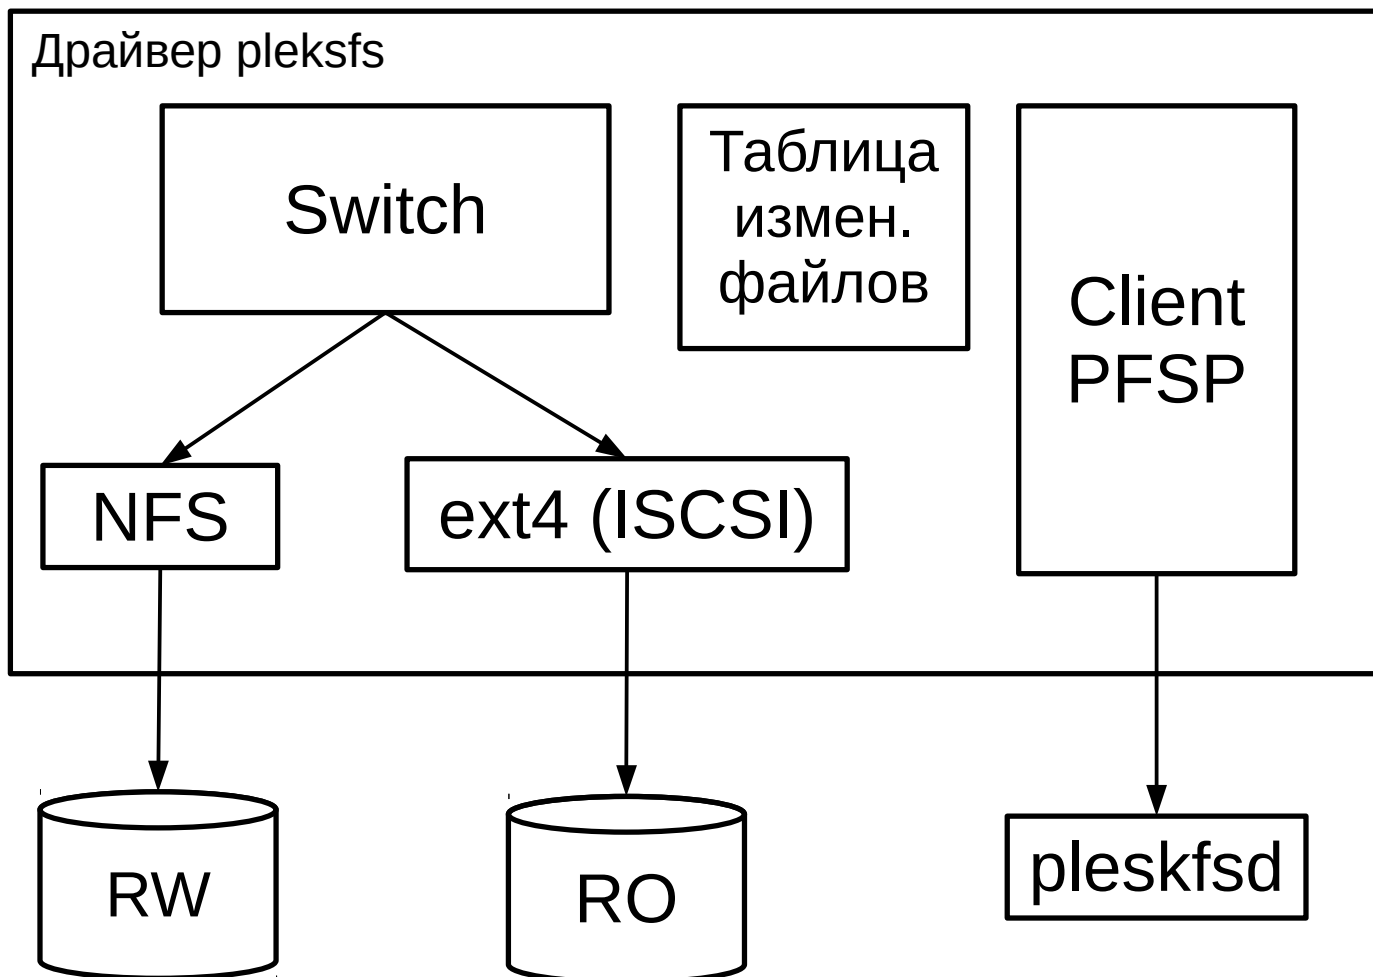 Драйвер pleksfs
Switch
Таблица
измен.
файлов
Client
PFSP
NFS
ext4 (ISCSI)
RW
RO
pleskfsd